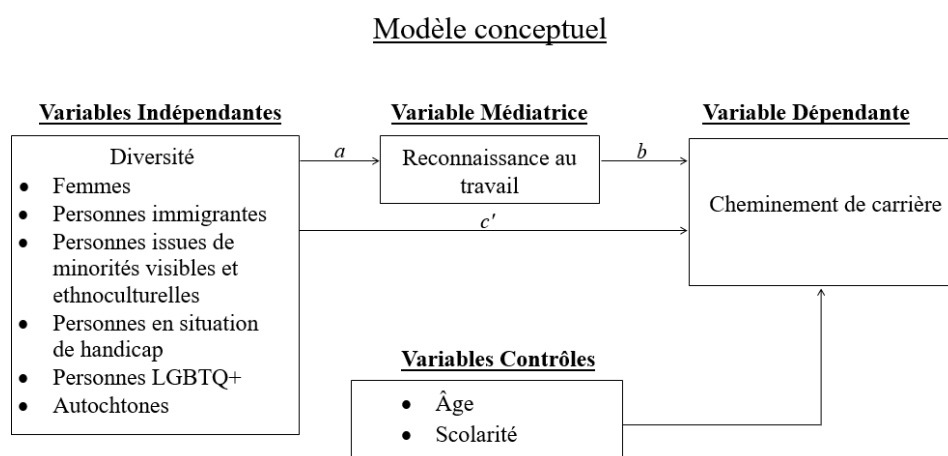 Modèle conceptuel
Variables Indépendantes
Variable Médiatrice
Variable Dépendante
Diversité
• Femmes
• Personnes immigrantes
• Personnes issues de
minorités visibles et
ethnoculturelles
• Personnes en situation
de handicap
• Personnes LGBTQ+
• Autochtones
a
Reconnaissance au
travail
b
c'
Cheminement de carrière
Variables Contrôles
• Âge
• Scolarité